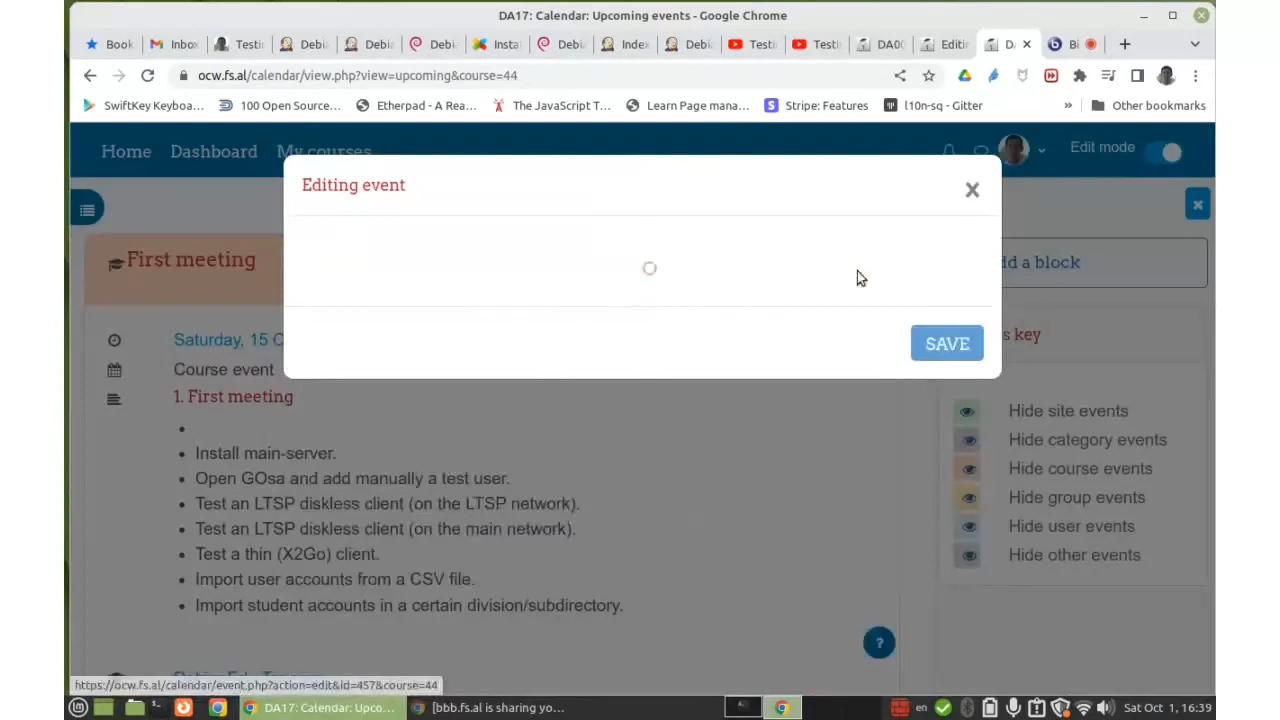 DA17: Calendar: Upcoming events - Google Chrome
Book
Inbox
Testi
Debi
Debi
Debi
Insta
Debi
Index
Debi
Testi
Testi
DA00
Editin
D
Bi
ocw.fs.al/calendar/view.php?view=upcoming&course=44
SwiftKey Keyboa...
100 Open Source...
Etherpad - A Rea...
The JavaScript T...
Learn Page mana...
Stripe: Features
l10n-sq - Gitter
»
Other bookmarks
Home
Dashboard
My courses
Edit mode
Editing event
First meeting
dd a block
Saturday, 15 O
s key
SAVE
Course event
1. First meeting
Hide site events
Install main-server.
Hide category events
Open GOsa and add manually a test user.
Hide course events
Test an LTSP diskless client (on the LTSP network).
Hide group events
Test an LTSP diskless client (on the main network).
Hide user events
Test a thin (X2Go) client.
Hide other events
Import user accounts from a CSV file.
Import student accounts in a certain division/subdirectory.
?
https://ocw.fs.al/calendar/event.php?action=edit&id=457&course=44
DA17: Calendar: Upco...
[bbb.fs.al is sharing yo...
en
Sat Oct 1, 16:39